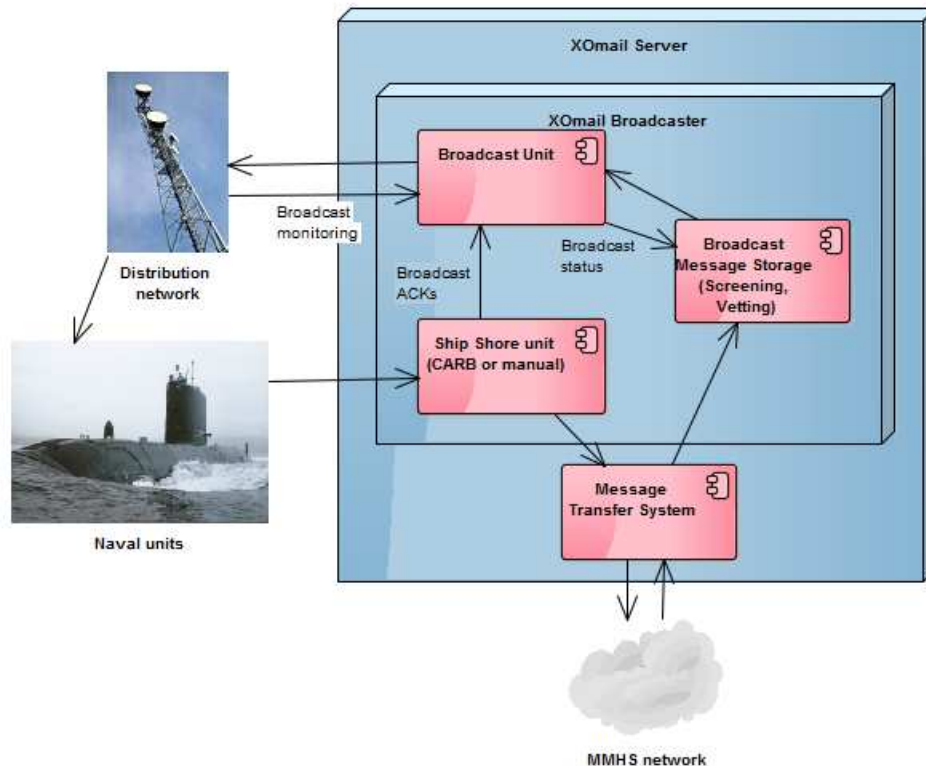 XOmail Server
XOmail Broadcaster
Broadcast Unit
Broadcast
monitoring
Broadcast
status
Broadcast
Message Storage
(Screening,
Vetting)
Distribution
network
Broadcast
ACKs
Ship Shore unit
(CARB or manual)
Message
Transfer System
Naval units
MMHS network